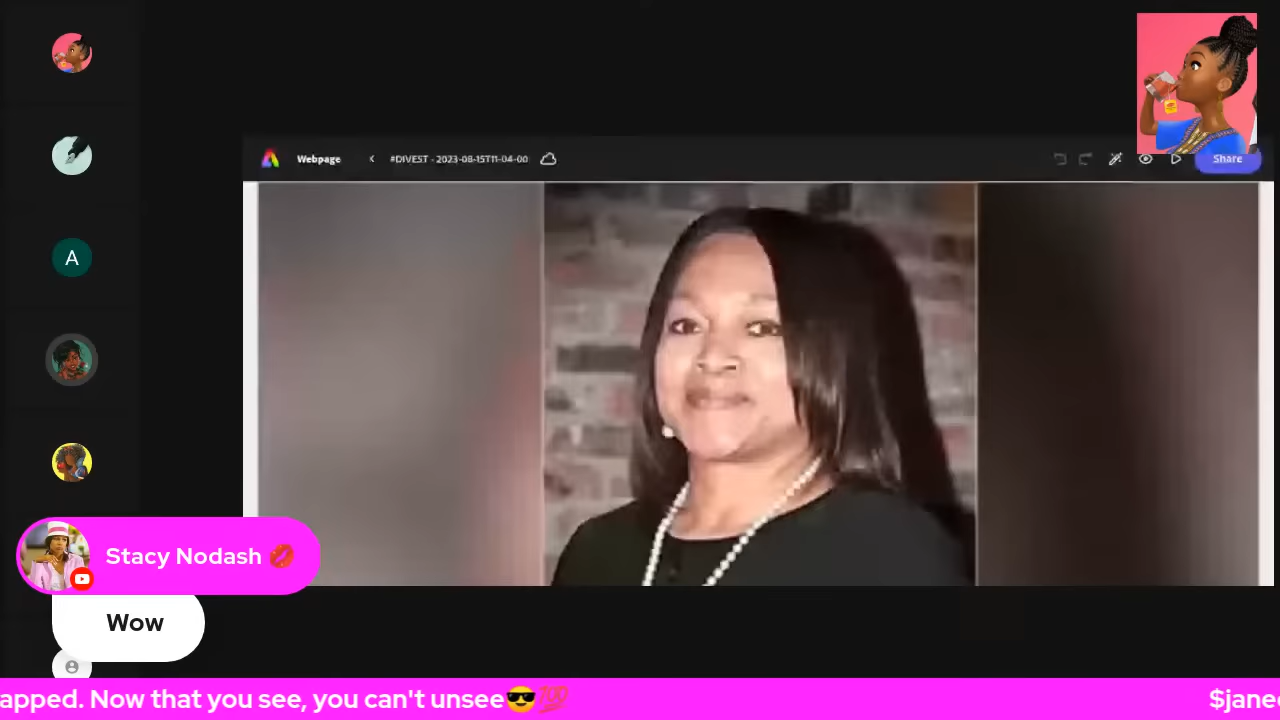 Webpage
#DIVEST - 2023-08-15T11-04-00
Share
A
Stacy Nodash 💋
Wow
apped. Now that you see, you can't unsee😎💯
$jane